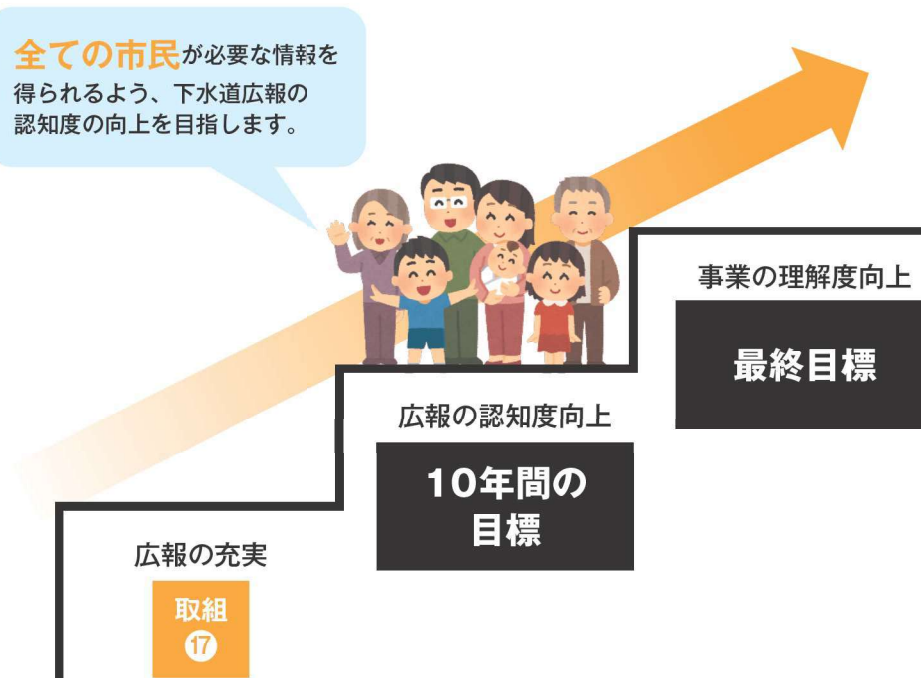 全ての市民が必要な情報を
得られるよう、下水道広報の
認知度の向上を目指します。
事業の理解度向上
最終目標
広報の認知度向上
10年間の
目標
広報の充実
取組
⑰